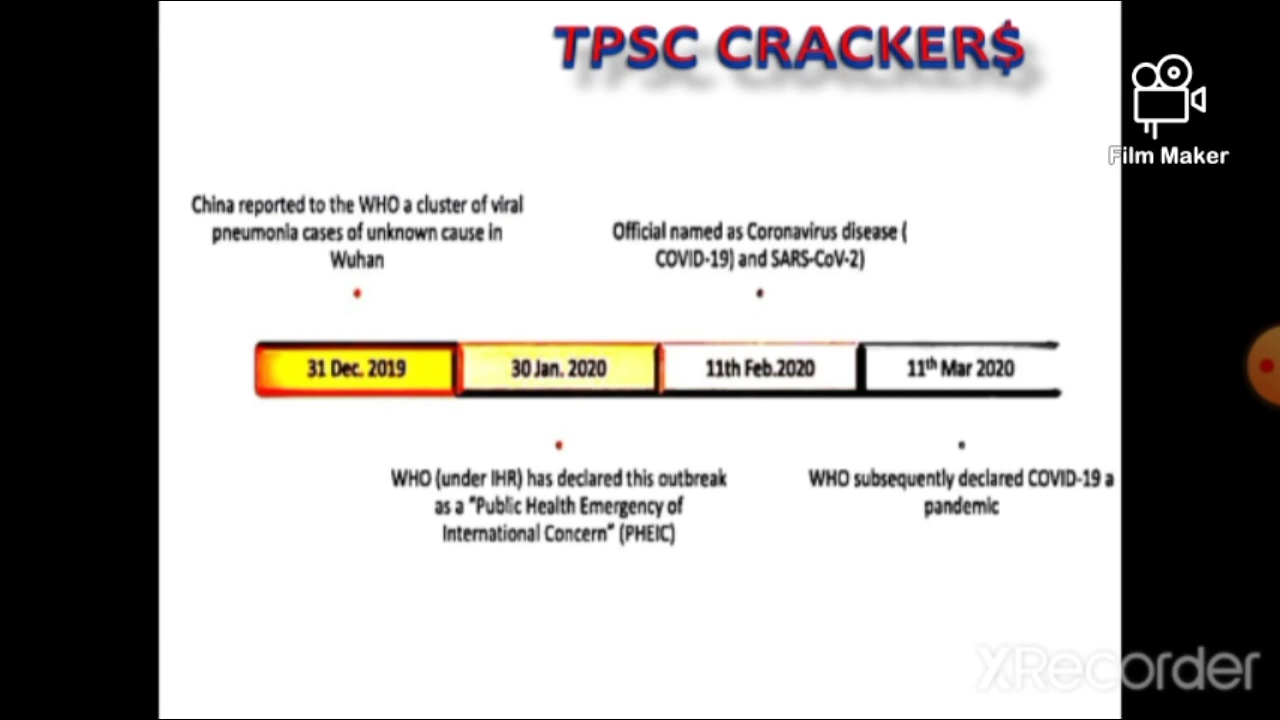 TPSC CRACKER$
Film Maker
China reported to the WHO a cluster of viral
pneumonia cases of unknown cause in
Wuhan
Official named as Coronavirus disease (
COVID-19) and SARS-CoV-2)
31 Dec. 2019
30 Jan. 2020
11th Feb.2020
11th Mar 2020
WHO (under IHR) has declared this outbreak
as a "Public Health Emergency of
International Concern" (PHEIC)
WHO subsequently declared COVID-19 a
pandemic
XRecorder